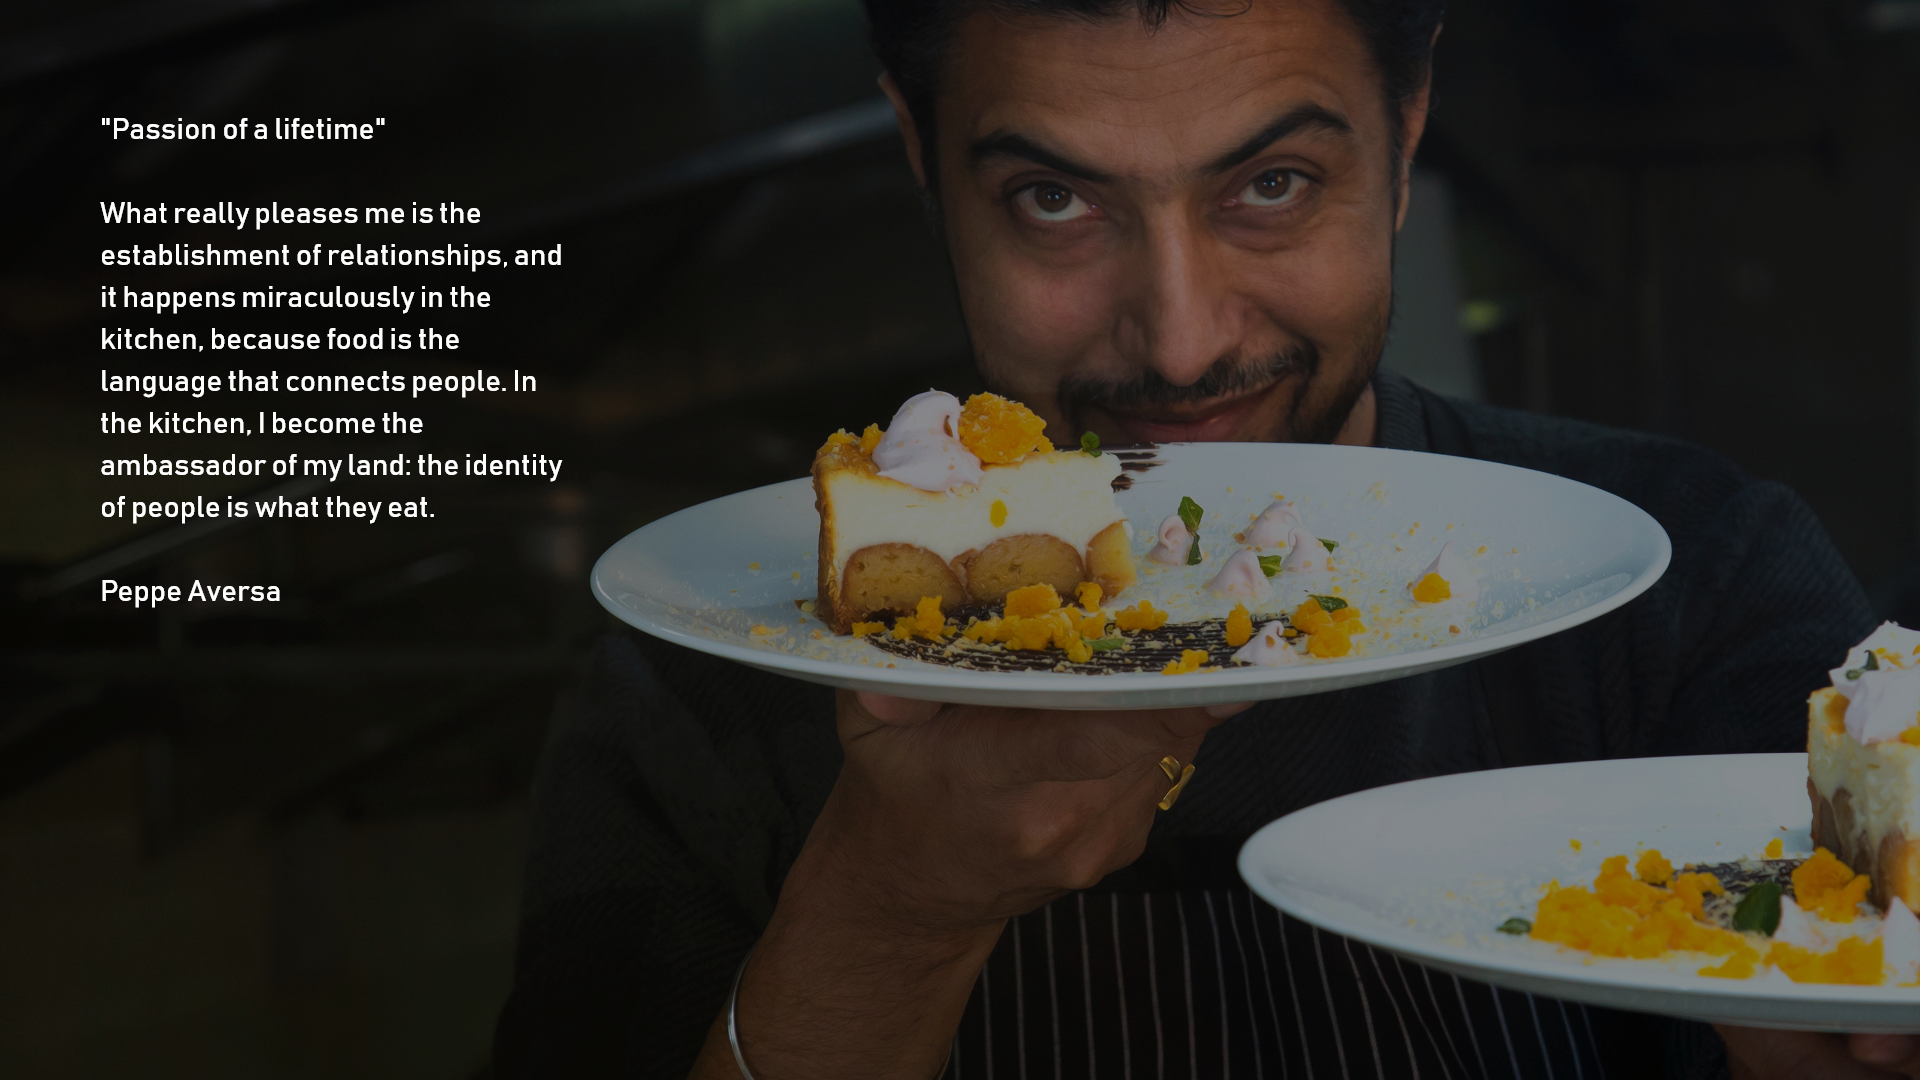 "Passion of a lifetime"
What really pleases me is the
establishment of relationships, and
it happens miraculously in the
kitchen, because food is the
language that connects people. In
the kitchen, I become the
ambassador of my land: the identity
of people is what they eat.
Peppe Aversa